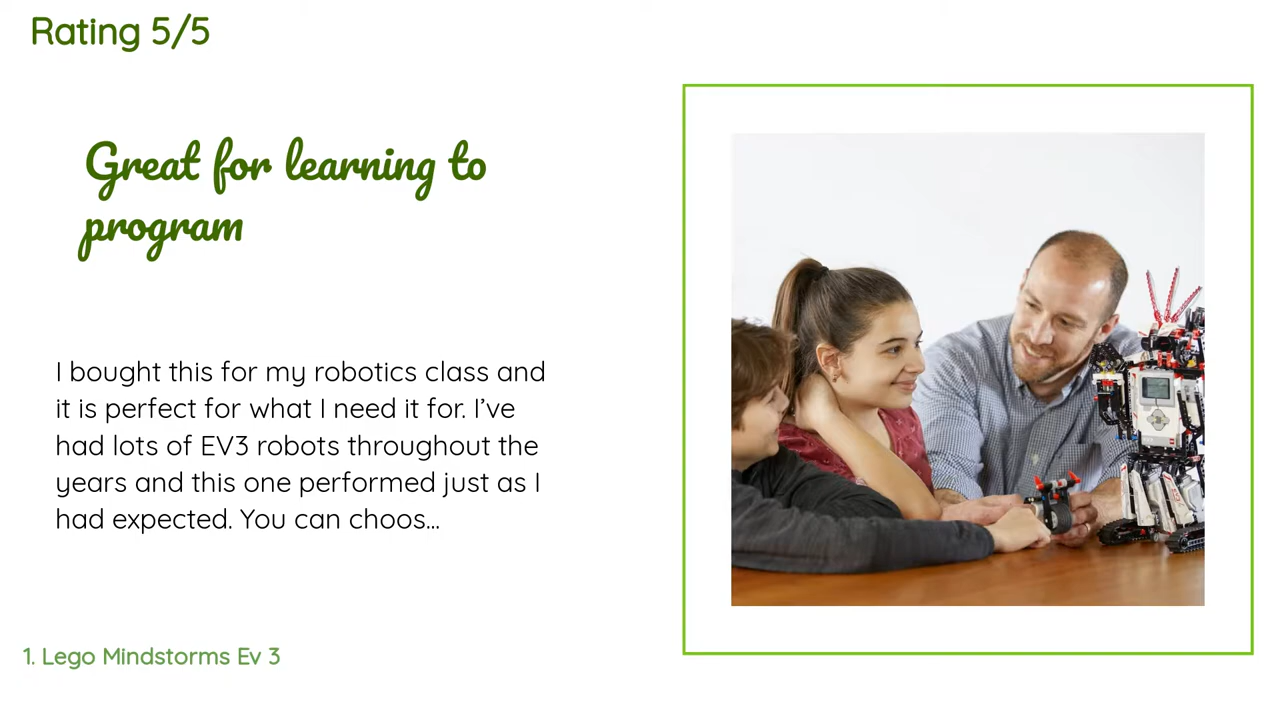 Rating 5/5
Great for learning to
program
I bought this for my robotics class and
it is perfect for what I need it for. I’ve
had lots of EV3 robots throughout the
years and this one performed just as I
had expected. You can choos...
1. Lego Mindstorms Ev 3